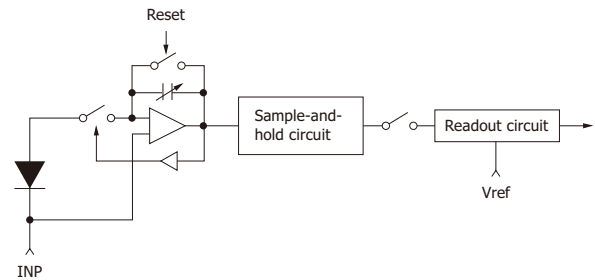 Reset
Sample-and-
hold circuit
Readout circuit
Vref
INP